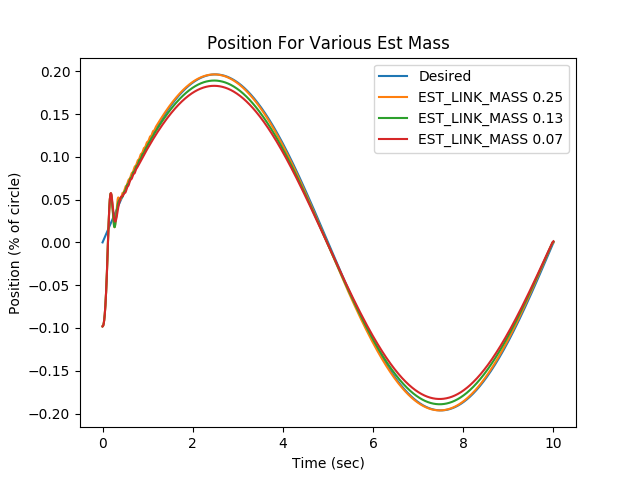 Position For Various Est Mass
Desired
EST_LINK_MASS 0.25
EST_LINK_MASS 0.13
EST_LINK_MASS 0.07
Position (% of circle)
0.20
0.15
0.10
0.05
0.00
−0.05
−0.10
−0.15
−0.20
0 2 4 6 8 10
Time (sec)